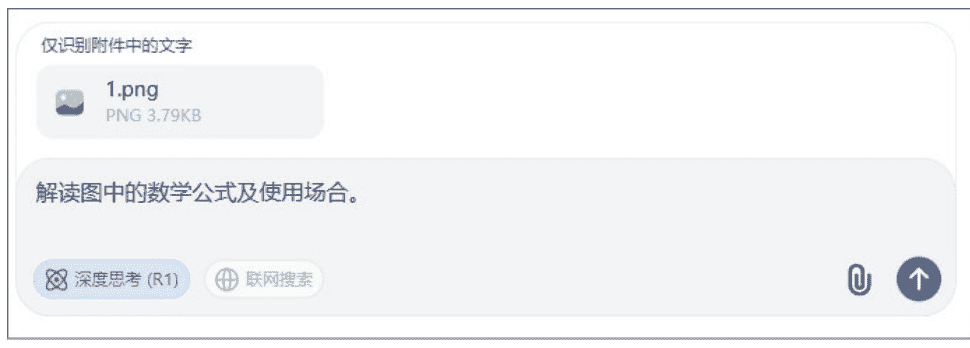 仅识别附件中的文字
1.png
PNG 3.79KB
解读图中的数学公式及使用场合。
深度思考 (R1)
联网搜索